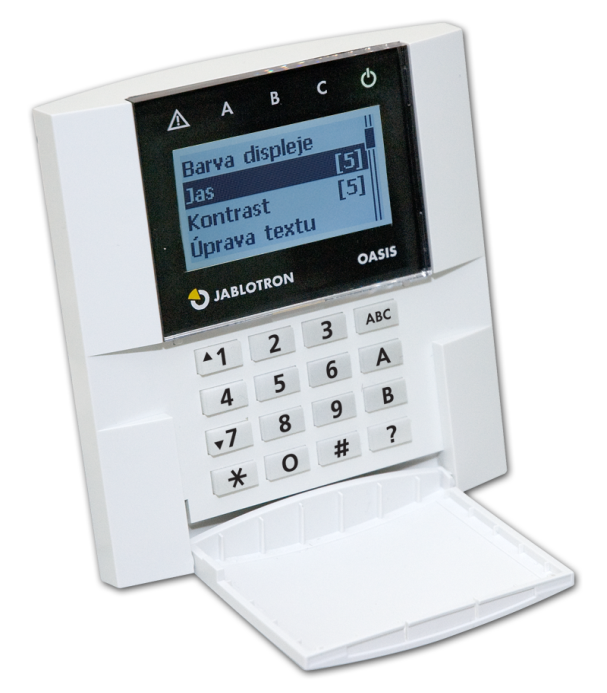 A B C
Barva displeje
Jas [5]
Kontrast [5]
Úprava textu
JABLOTRON OASIS
1 2 3 ABC
4 5 6 A
7 8 9 B
* 0 # ?